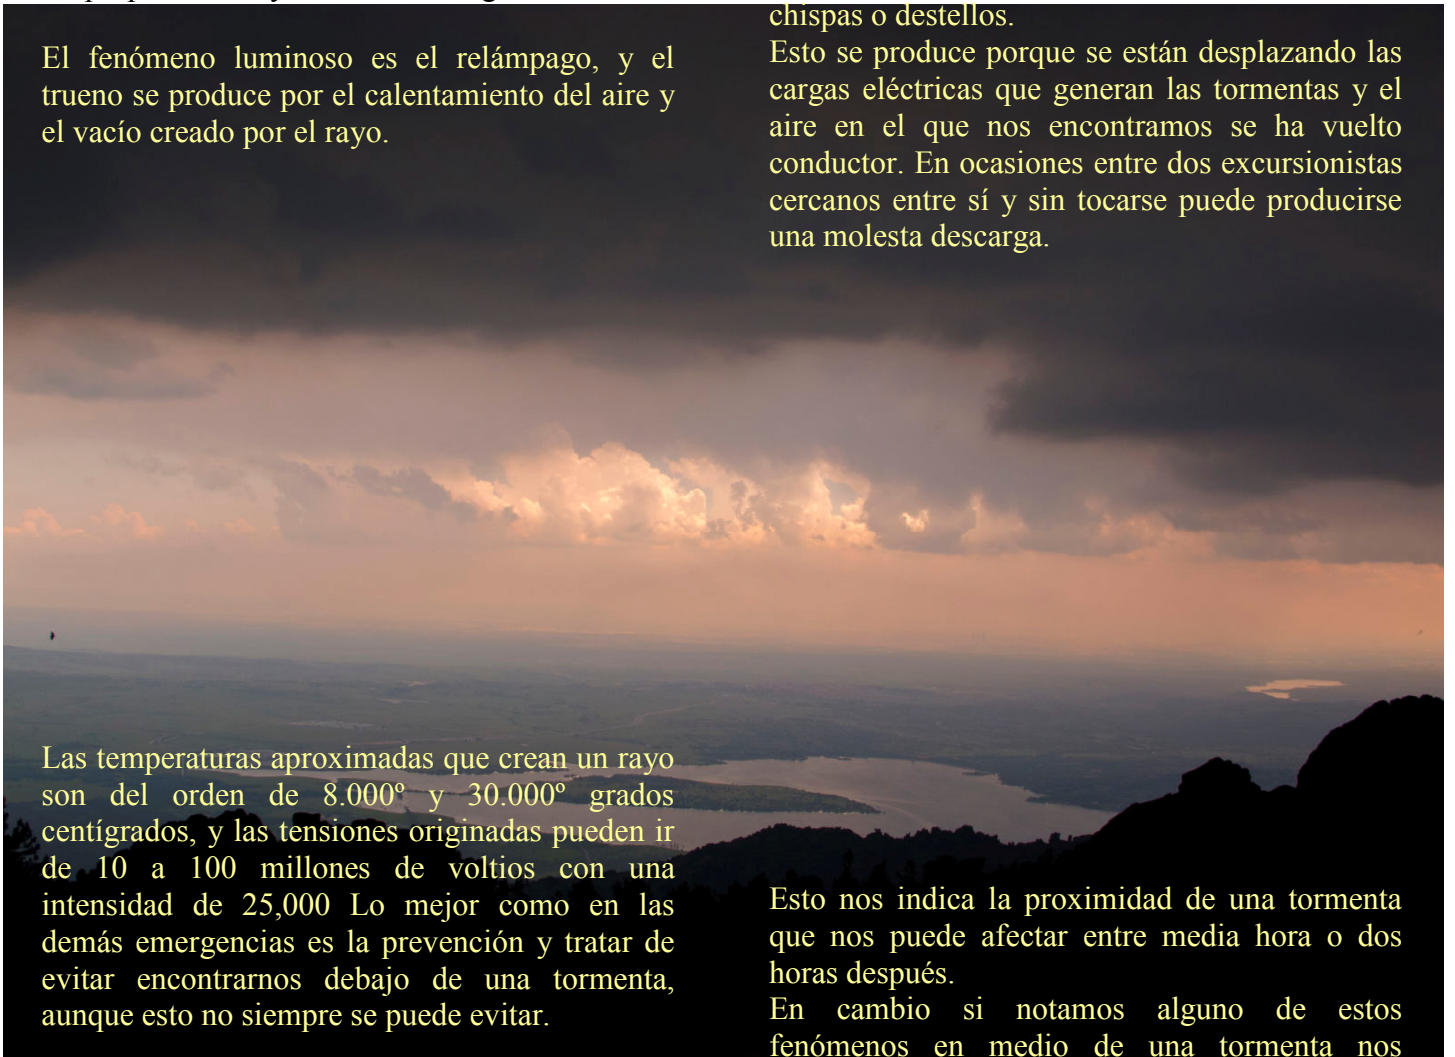 El fenómeno luminoso es el relámpago, y el
trueno se produce por el calentamiento del aire y
el vacío creado por el rayo.
Las temperaturas aproximadas que crean un rayo
son del orden de 8.000º y 30.000º grados
centígrados, y las tensiones originadas pueden ir
de 10 a 100 millones de voltios con una
intensidad de 25,000 Lo mejor como en las
demás emergencias es la prevención y tratar de
evitar encontrarnos debajo de una tormenta,
aunque esto no siempre se puede evitar.
chispas o destellos.
Esto se produce porque se están desplazando las
cargas eléctricas que generan las tormentas y el
aire en el que nos encontramos se ha vuelto
conductor. En ocasiones entre dos excursionistas
cercanos entre sí y sin tocarse puede producirse
una molesta descarga.
Esto nos indica la proximidad de una tormenta
que nos puede afectar entre media hora o dos
horas después.
En cambio si notamos alguno de estos
fenómenos en medio de una tormenta nos